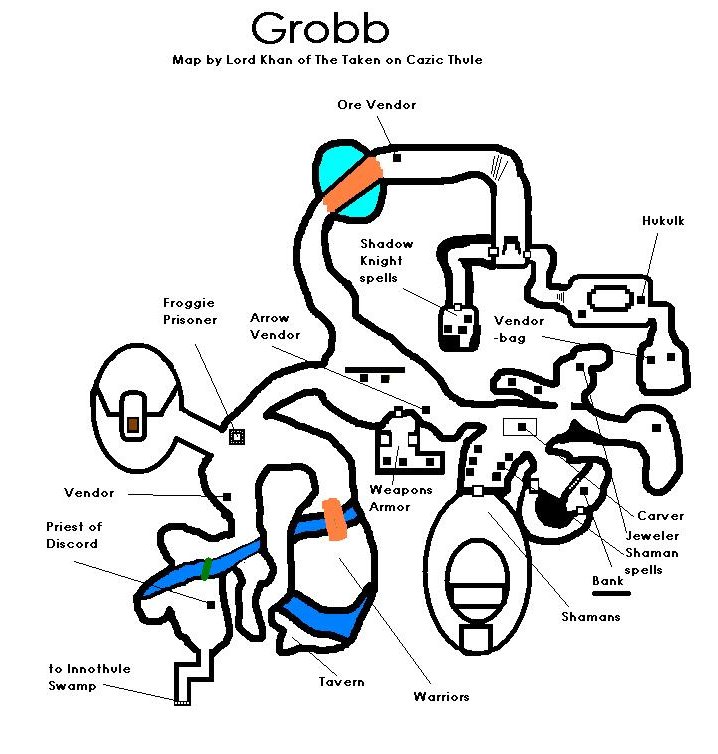 Grobb
Map by Lord Khan of The Taken on Cazic Thule
Ore Vendor
Hukulk
Shadow
Knight
spells
Froggie
Prisoner
Arrow
Vendor
Vendor
-bag
Weapons
Armor
Vendor
Priest of
Discord
Carver
Jeweler
Shaman
spells
Bank
Shamans
to Innothule
Swamp
Tavern
Warriors